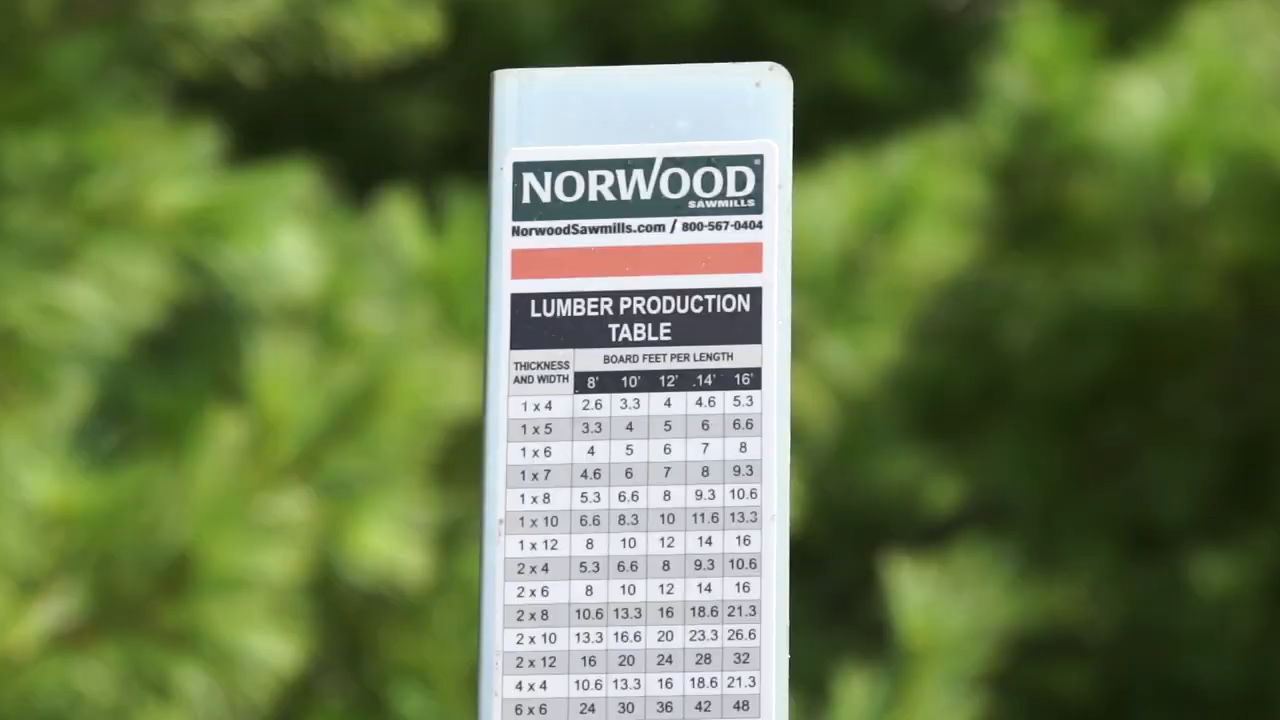 NORWOOD®
SAWMILLS
NorwoodSawmills.com / 800-567-0404
LUMBER PRODUCTION
TABLE
THICKNESS AND WIDTH BOARD FEET PER LENGTH
8' 10' 12' .14' 16'
1 x 4 2.6 3.3 4 4.6 5.3
1 x 5 3.3 4 5 6 6.6
1 x 6 4 5 6 7 8
1 x 7 4.6 6 7 8 9.3
1 x 8 5.3 6.6 8 9.3 10.6
1 x 10 6.6 8.3 10 11.6 13.3
1 x 12 8 10 12 14 16
2 x 4 5.3 6.6 8 9.3 10.6
2 x 6 8 10 12 14 16
2 x 8 10.6 13.3 16 18.6 21.3
2 x 10 13.3 16.6 20 23.3 26.6
2 x 12 16 20 24 28 32
4 x 4 10.6 13.3 16 18.6 21.3
6 x 6 24 30 36 42 48